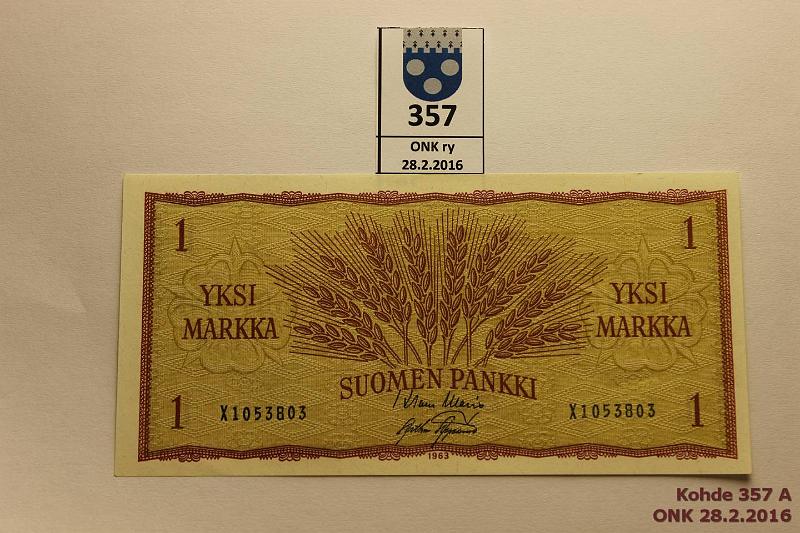 357
ONK ry
28.2.2016
1 1
YKSI
MARKKA
YKSI
MARKKA
SUOMEN PANKKI
1 X1053803 X1053803 1
1963
Kohde 357 A
ONK 28.2.2016